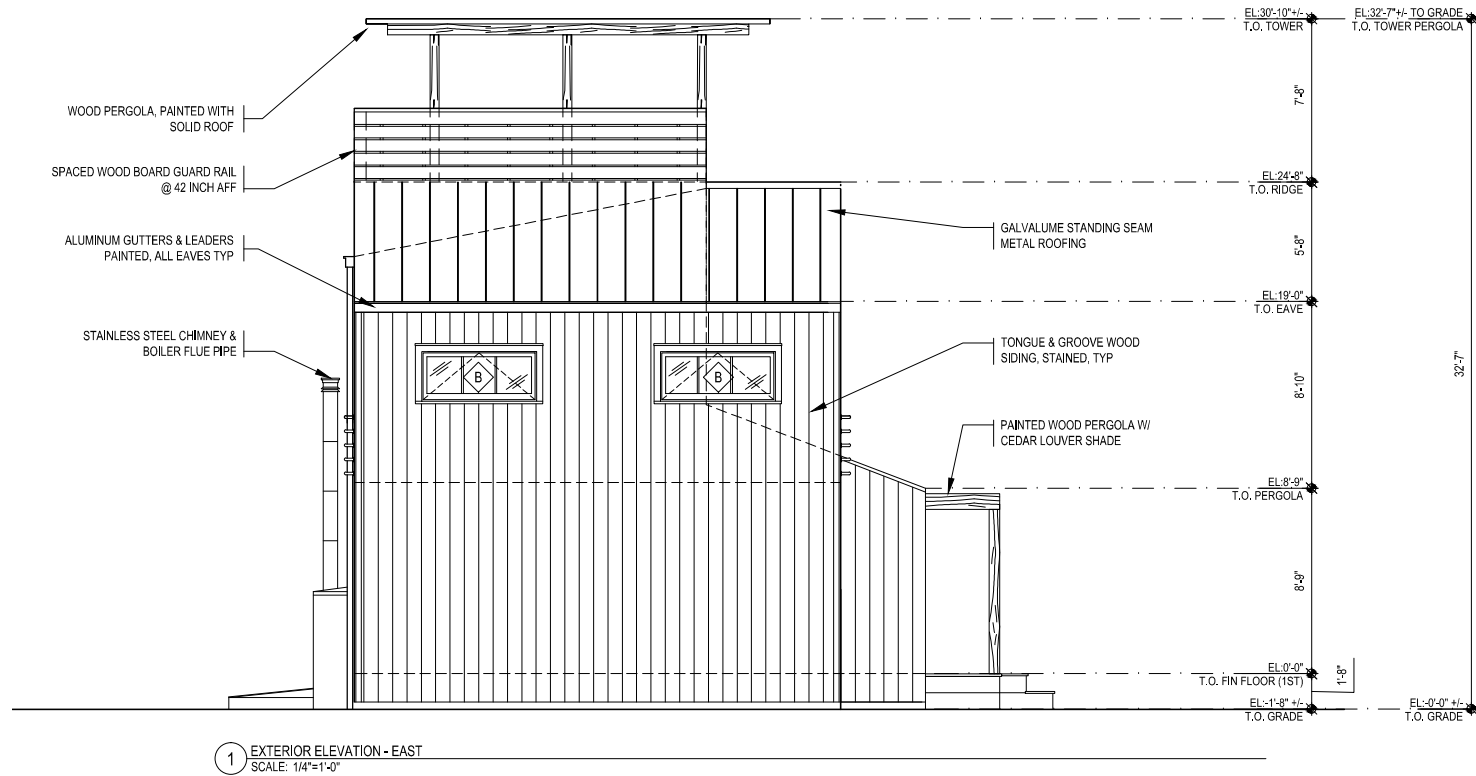 EL:30'-10"+/-
T.O. TOWER
EL:32'-7"+/- TO GRADE
T.O. TOWER PERGOLA
7'-8"
WOOD PERGOLA, PAINTED WITH
SOLID ROOF
SPACED WOOD BOARD GUARD RAIL
@ 42 INCH AFF
EL:24'-8"
T.O. RIDGE
ALUMINUM GUTTERS & LEADERS
PAINTED, ALL EAVES TYP
GALVALUME STANDING SEAM
METAL ROOFING
5'-8"
EL:19'-0"
T.O. EAVE
STAINLESS STEEL CHIMNEY &
BOILER FLUE PIPE
TONGUE & GROOVE WOOD
SIDING, STAINED, TYP
B
B
8'-10"
32'-7"
PAINTED WOOD PERGOLA W/
CEDAR LOUVER SHADE
EL:8'-9"
T.O. PERGOLA
8'-9"
EL:0'-0"
T.O. FIN FLOOR (1ST)
1'-8"
EL:-1'-8" +/-
T.O. GRADE
EL:-0'-0" +/-
T.O. GRADE
1
EXTERIOR ELEVATION - EAST
SCALE: 1/4"=1'-0"